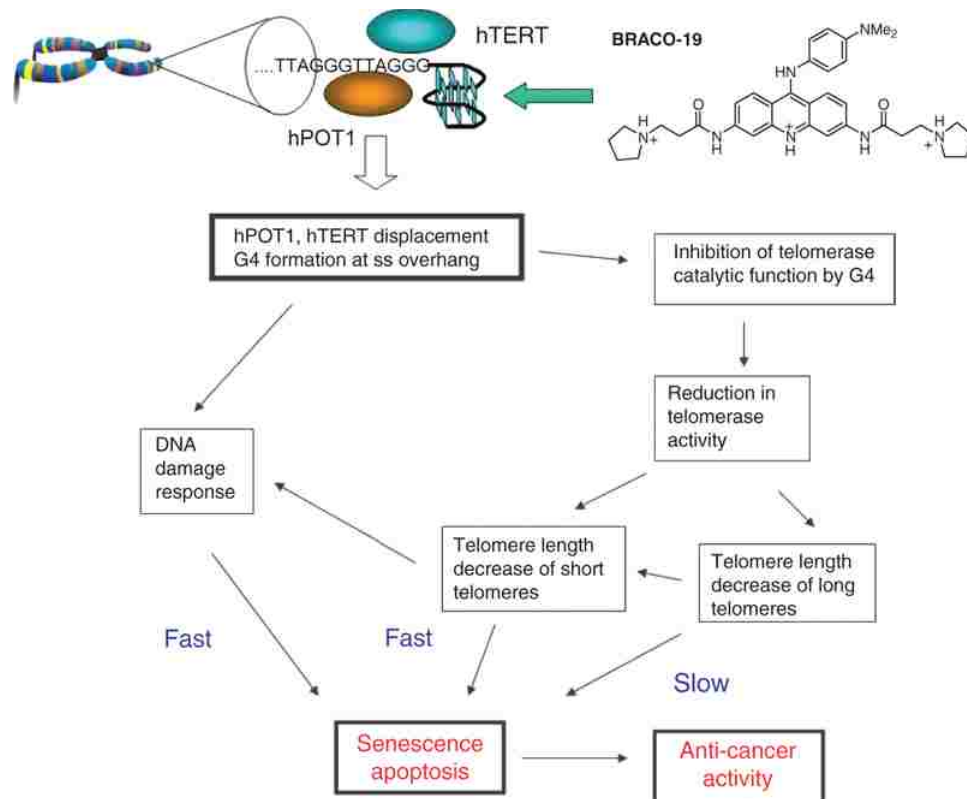 hTERT
BRACO-19
NMe2
....TTAGGGTTAGGG
HN
hPOT1
O
O
H
N
+
N
H
+
N
H
N
H
H
N
+
hPOT1, hTERT displacement
G4 formation at ss overhang
Inhibition of telomerase
catalytic function by G4
Reduction in
telomerase
activity
DNA
damage
response
Telomere length
decrease of short
telomeres
Telomere length
decrease of long
telomeres
Fast
Fast
Slow
Senescence
apoptosis
Anti-cancer
activity